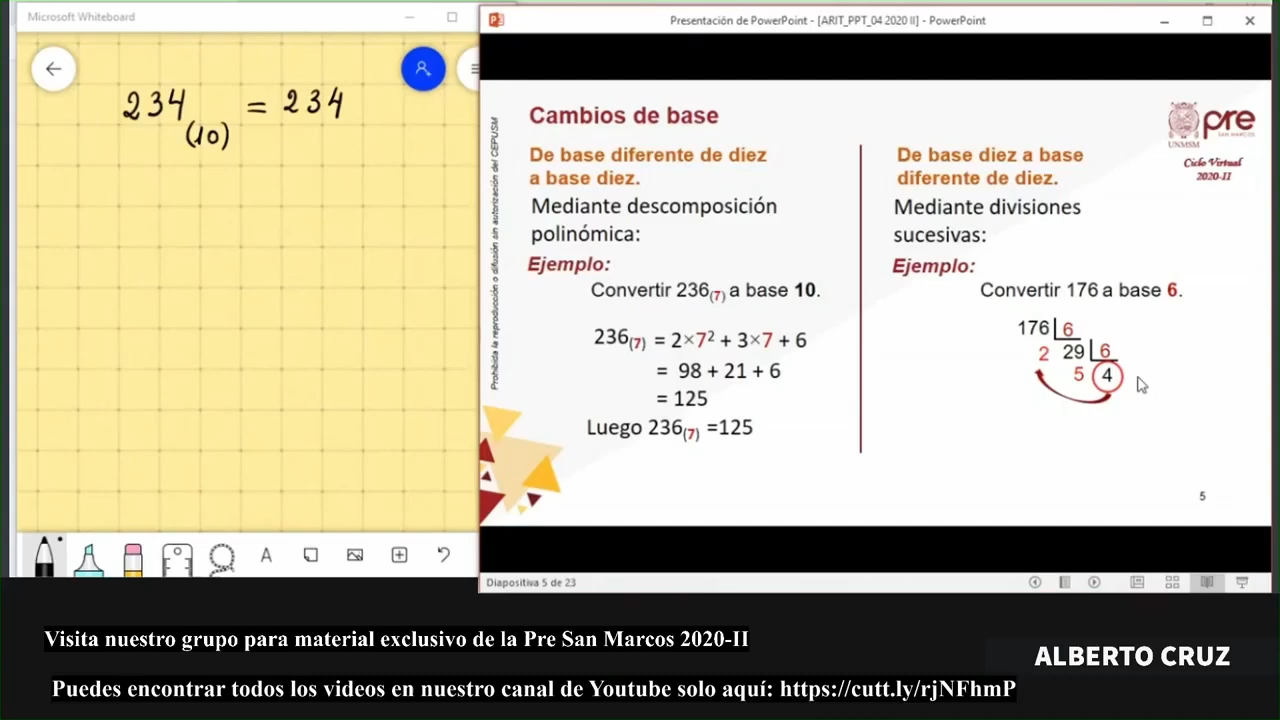 Microsoft Whiteboard
234(10) = 234
Presentación de PowerPoint - [ARIT_PPT_04 2020 II] - PowerPoint
Prohibida la reproducción o difusión sin autorización del CEPUSM
Cambios de base
UNMSM
pre
SAN MARCOS
Ciclo Virtual
2020-II
De base diferente de diez
a base diez.
Mediante descomposición
polinómica:
Ejemplo:
Convertir 236(7) a base 10.
236(7) = 2×7² + 3×7 + 6
= 98 + 21 + 6
= 125
Luego 236(7) =125
De base diez a base
diferente de diez.
Mediante divisiones
sucesivas:
Ejemplo:
Convertir 176 a base 6.
176 6
2 29 6
5 4
5
A
Diapositiva 5 de 23
Visita nuestro grupo para material exclusivo de la Pre San Marcos 2020-II
ALBERTO CRUZ
Puedes encontrar todos los videos en nuestro canal de Youtube solo aquí: https://cutt.ly/rjNFhmP